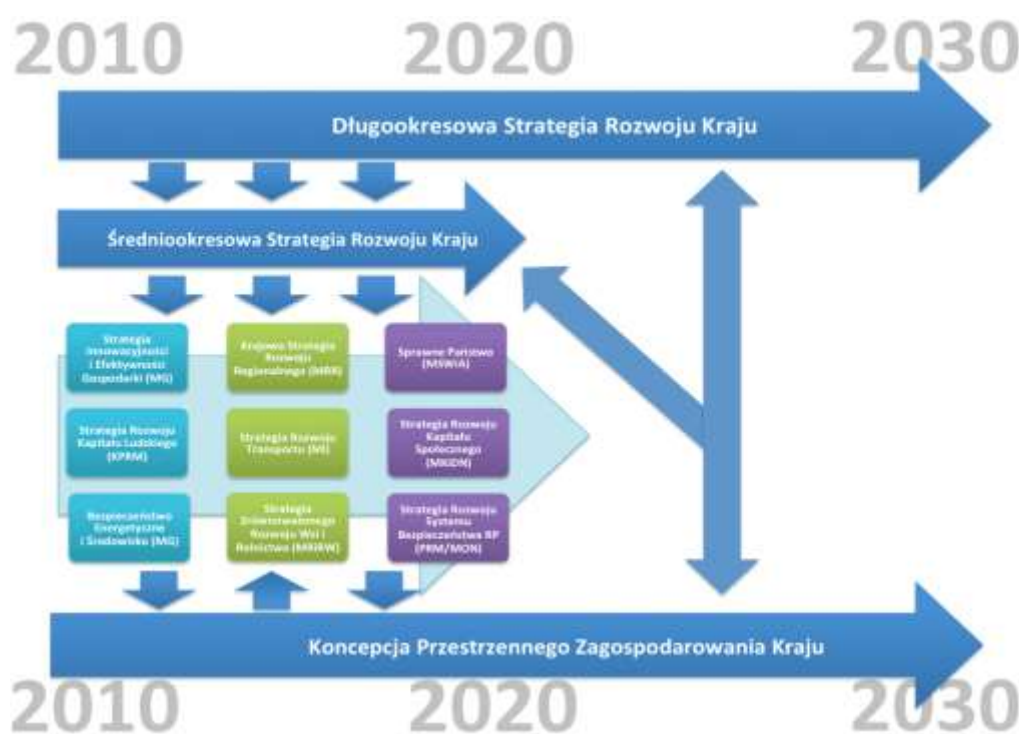 2010 2020 2030
Długookresowa Strategia Rozwoju Kraju
Średniookresowa Strategia Rozwoju Kraju
Strategia
Innowacyjności
i Efektywności
Gospodarki (MG)
Krajowa Strategia
Rozwoju
Regionalnego (MRR)
Sprawne Państwo
(MSWiA)
Strategia Rozwoju
Kapitału Ludzkiego
(KPRM)
Strategia Rozwoju
Transportu (MI)
Strategia Rozwoju
Kapitału
Społecznego
(MKiDN)
Bezpieczeństwo
Energetyczne
i Środowisko (MG)
Strategia
Zrównoważonego
Rozwoju Wsi i
Rolnictwa (MRiRW)
Strategia Rozwoju
Systemu
Bezpieczeństwa RP
(PRM/MON)
Koncepcja Przestrzennego Zagospodarowania Kraju
2010 2020 2030